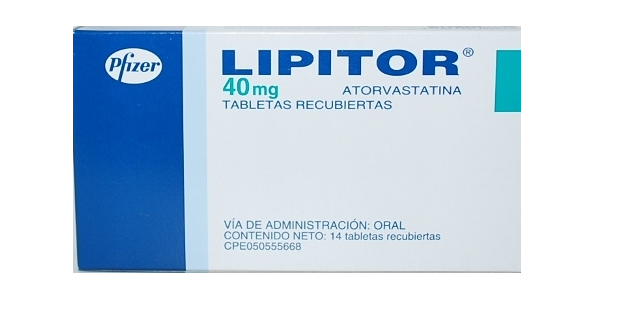 Pfizer
LIPITOR®
40mg ATORVASTATINA
TABLETAS RECUBIERTAS
VÍA DE ADMINISTRACIÓN: ORAL
CONTENIDO NETO: 14 tabletas recubiertas
CPE050555668